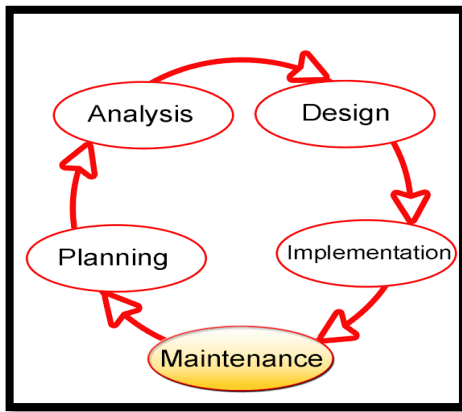 Analysis
Design
Planning
Implementation
Maintenance